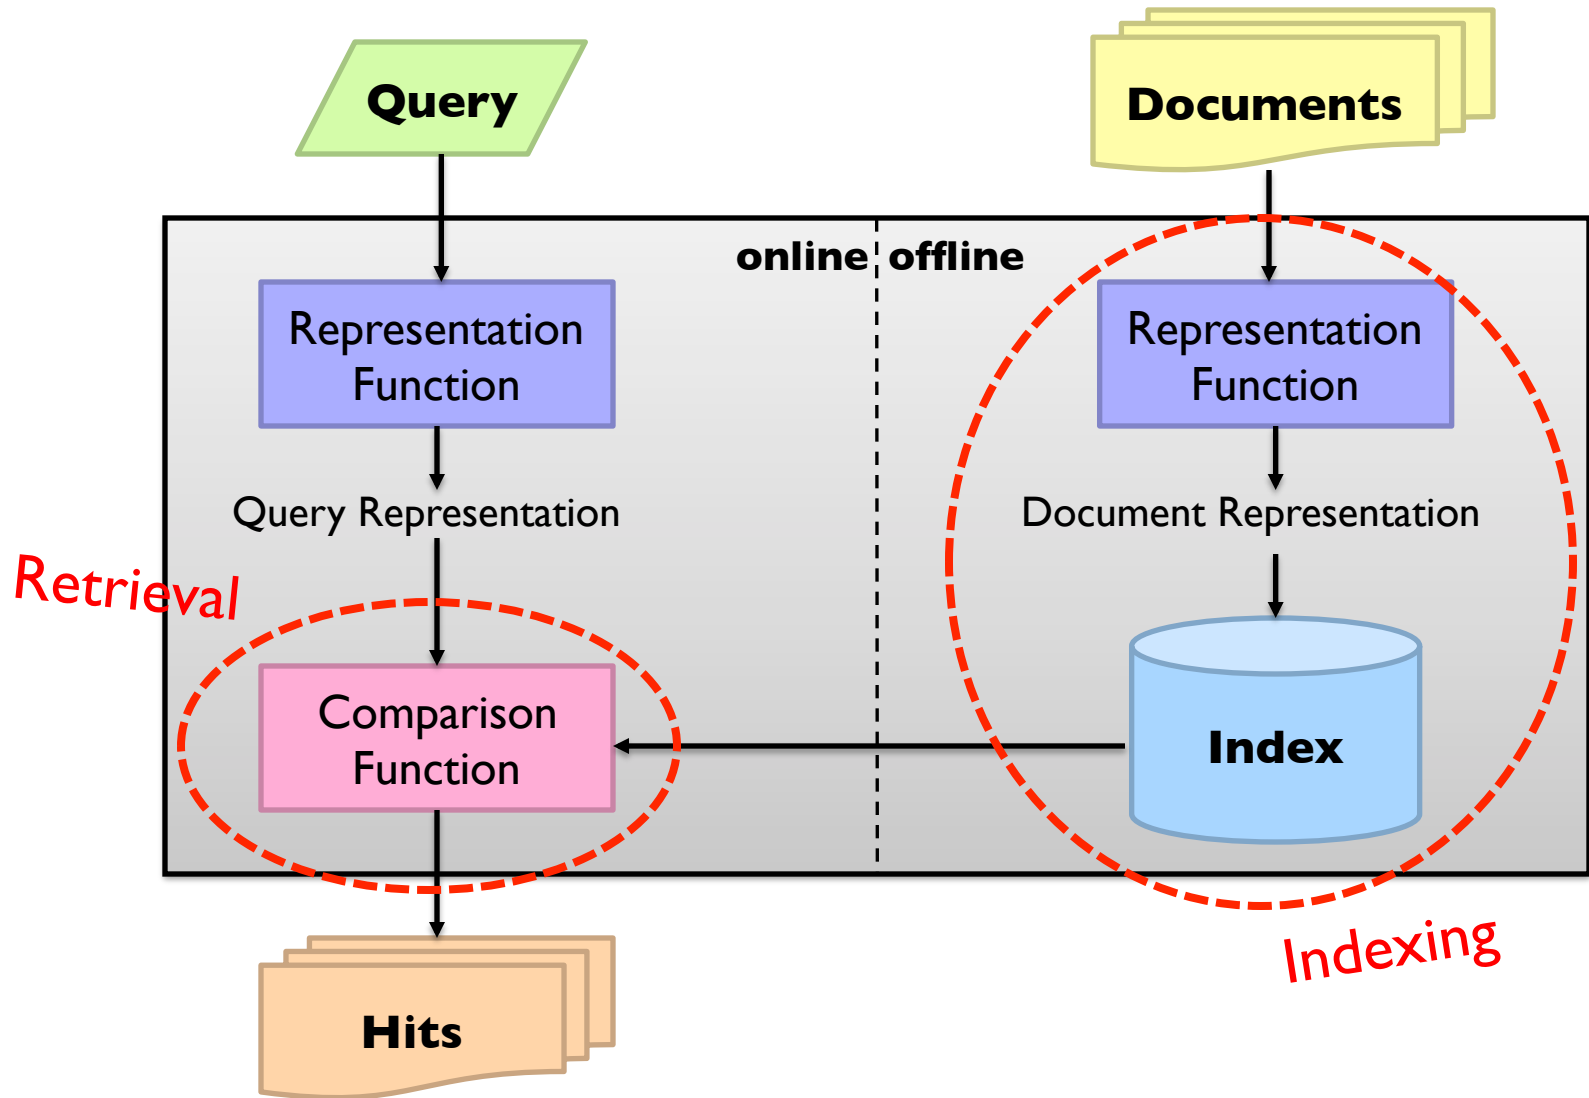 Query
Documents
online
offline
Representation
Function
Representation
Function
Query Representation
Document Representation
Retrieval
Comparison
Function
Index
Indexing
Hits